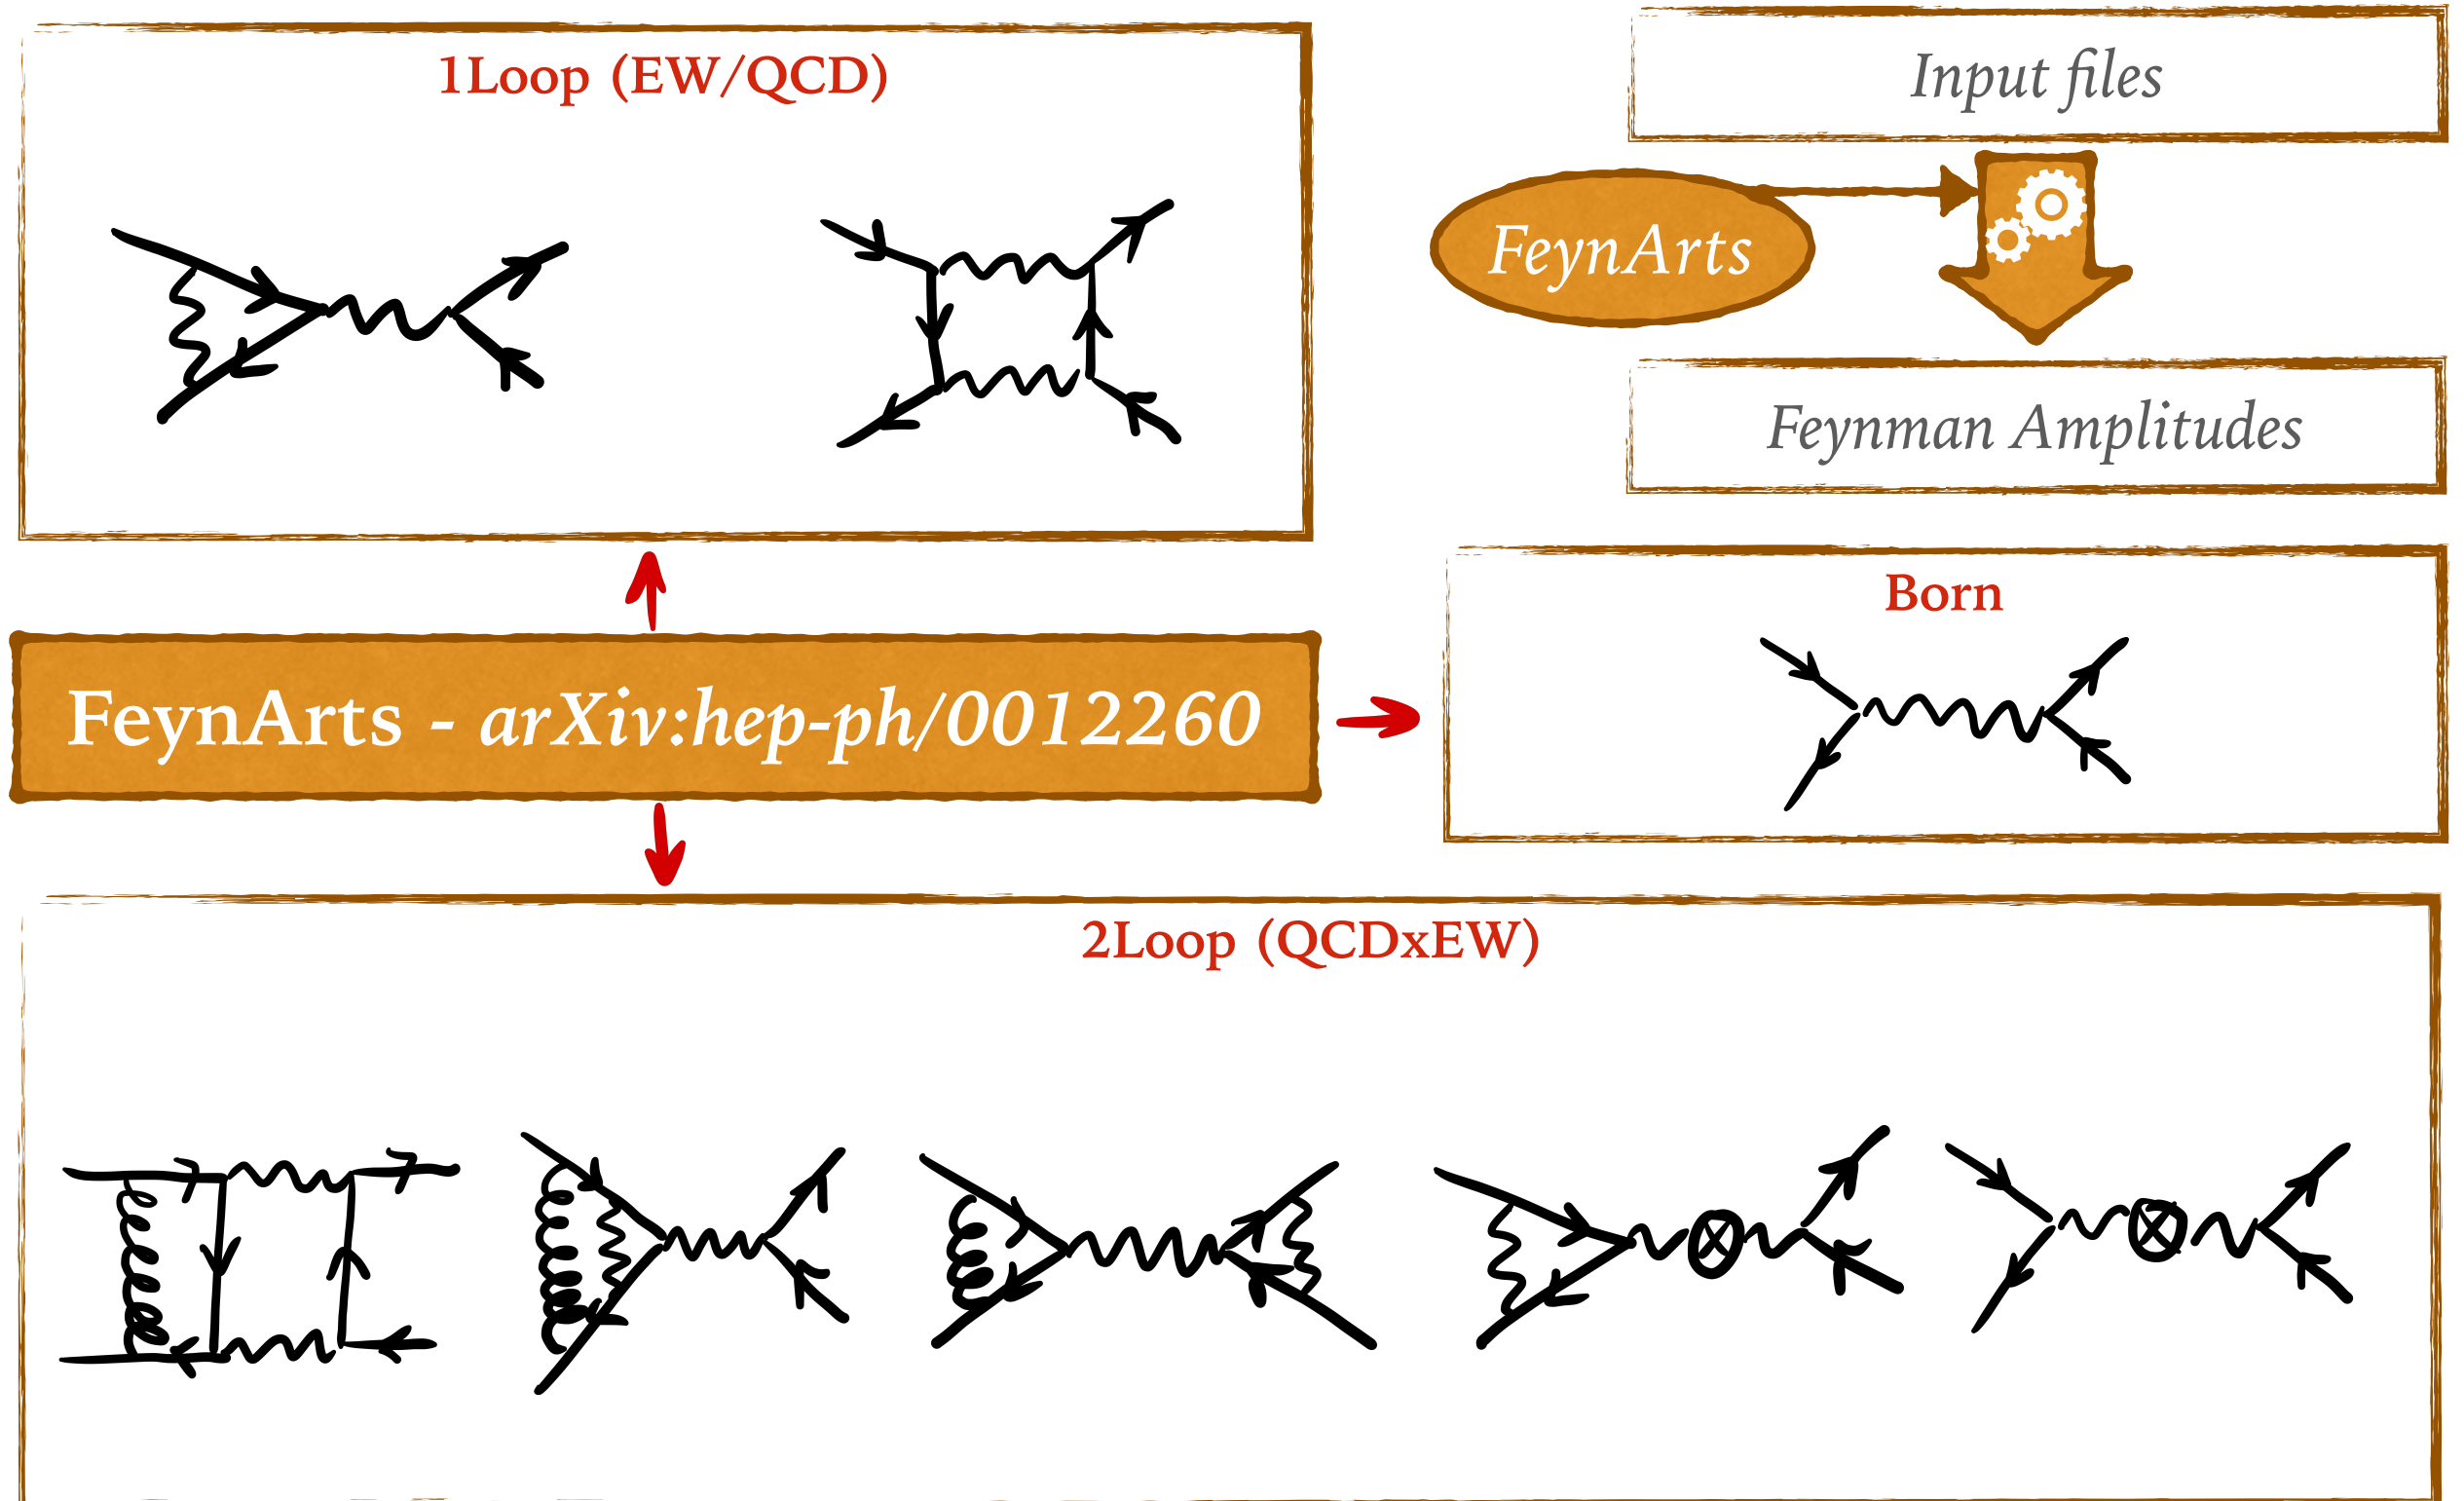 1Loop (EW/QCD)
Input files
FeynArts
Feynman Amplitudes
Born
FeynArts - arXiv:hep-ph/0012260
2Loop (QCDxEW)